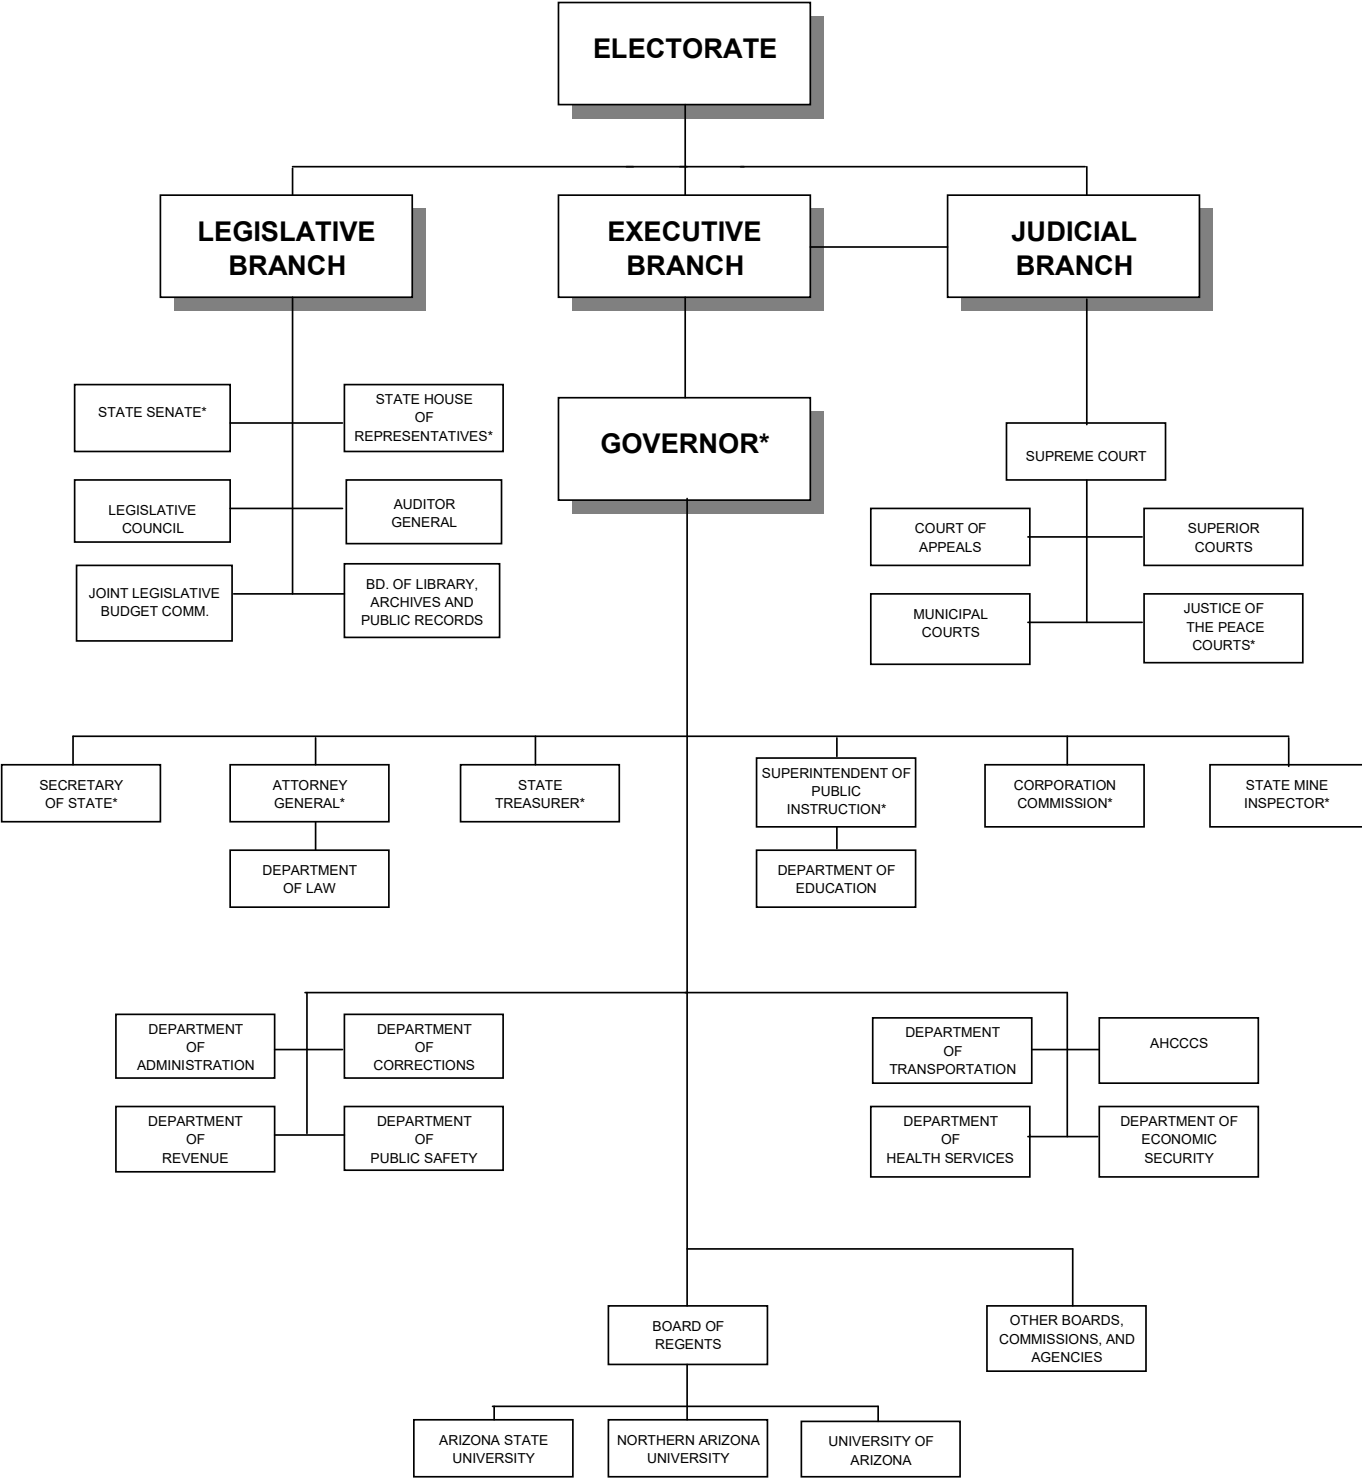 ELECTORATE
LEGISLATIVE
BRANCH
EXECUTIVE
BRANCH
JUDICIAL
BRANCH
STATE SENATE*
STATE HOUSE
OF
REPRESENTATIVES*
LEGISLATIVE
COUNCIL
AUDITOR
GENERAL
JOINT LEGISLATIVE
BUDGET COMM.
BD. OF LIBRARY,
ARCHIVES AND
PUBLIC RECORDS
GOVERNOR*
SUPREME COURT
COURT OF
APPEALS
SUPERIOR
COURTS
MUNICIPAL
COURTS
JUSTICE OF
THE PEACE
COURTS*
SECRETARY
OF STATE*
ATTORNEY
GENERAL*
STATE
TREASURER*
SUPERINTENDENT OF
PUBLIC
INSTRUCTION*
CORPORATION
COMMISSION*
STATE MINE
INSPECTOR*
DEPARTMENT
OF LAW
DEPARTMENT OF
EDUCATION
DEPARTMENT
OF
ADMINISTRATION
DEPARTMENT
OF
CORRECTIONS
DEPARTMENT
OF
TRANSPORTATION
AHCCCS
DEPARTMENT
OF
REVENUE
DEPARTMENT
OF
PUBLIC SAFETY
DEPARTMENT
OF
HEALTH SERVICES
DEPARTMENT OF
ECONOMIC
SECURITY
BOARD OF
REGENTS
OTHER BOARDS,
COMMISSIONS, AND
AGENCIES
ARIZONA STATE
UNIVERSITY
NORTHERN ARIZONA
UNIVERSITY
UNIVERSITY OF
ARIZONA